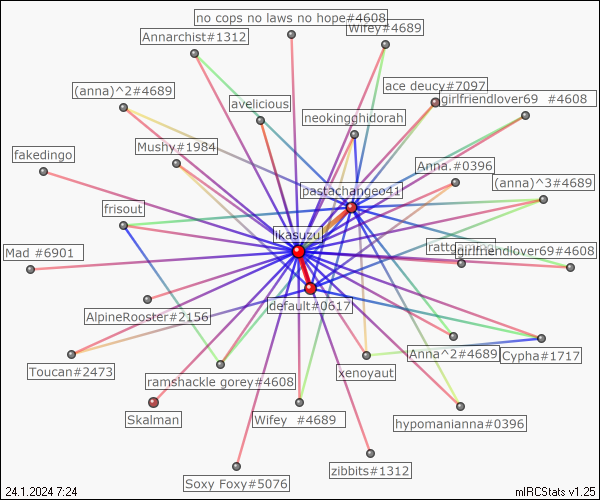 no cops no laws no hope#4608
Wifey#4689
Annarchist#1312
ace deucy#7097
(anna)^2#4689
girlfriendlover69 #4608
avelicious
neokingghidorah
Mushy#1984
fakedingo
Anna.#0396
pastachangeo41
(anna)^3#4689
frisout
likasuzu
Mad #6901
girlfriendlover69#4608
default#0617
AlpineRooster#2156
Toucan#2473
Anna^2#4689
Cypha#1717
xenoyaut
ramshackle gorey#4608
Skalman
Wifey #4689
hypomanianna#0396
zibbits#1312
Soxy Foxy#5076
24.1.2024 7:24
mIRCStats v1.25